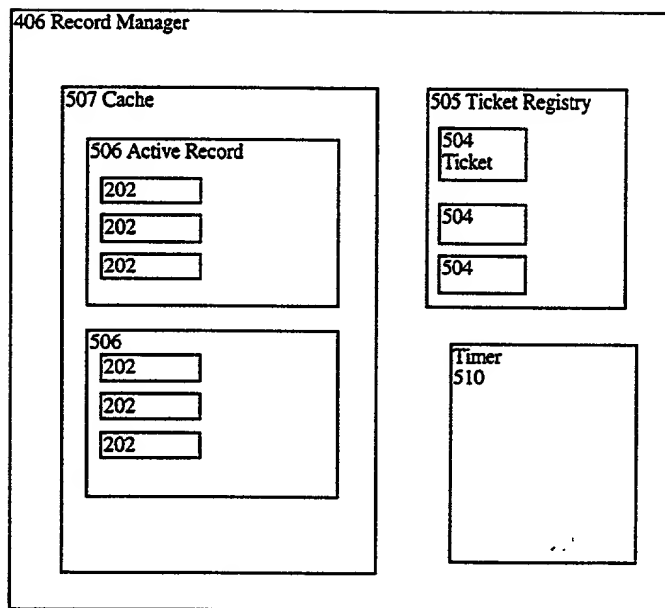 406 Record Manager
507 Cache
506 Active Record
202
202
202
506
202
202
202
505 Ticket Registry
504
Ticket
504
504
Timer
510